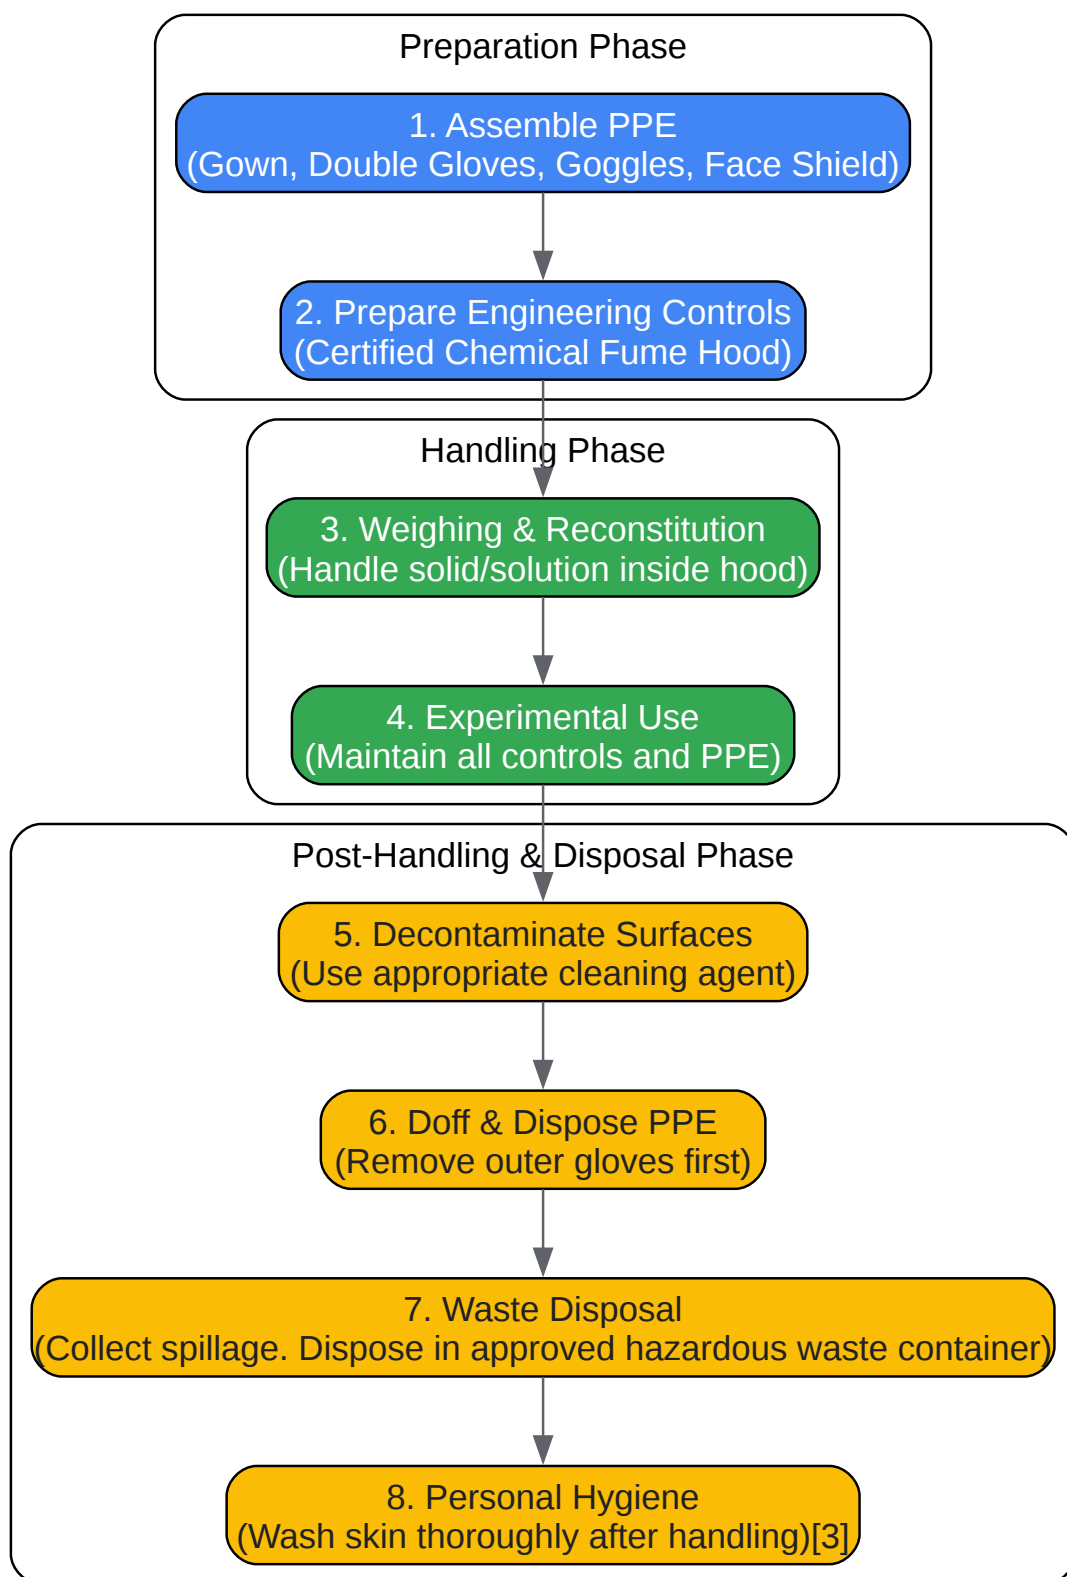 Preparation Phase
1. Assemble PPE
(Gown, Double Gloves, Goggles, Face Shield)
2. Prepare Engineering Controls
(Certified Chemical Fume Hood)
Handling Phase
3. Weighing & Reconstitution
(Handle solid/solution inside hood)
4. Experimental Use
(Maintain all controls and PPE)
Post-Handling & Disposal Phase
5. Decontaminate Surfaces
(Use appropriate cleaning agent)
6. Doff & Dispose PPE
(Remove outer gloves first)
7. Waste Disposal
(Collect spillage. Dispose in approved hazardous waste container)
8. Personal Hygiene
(Wash skin thoroughly after handling)[3]